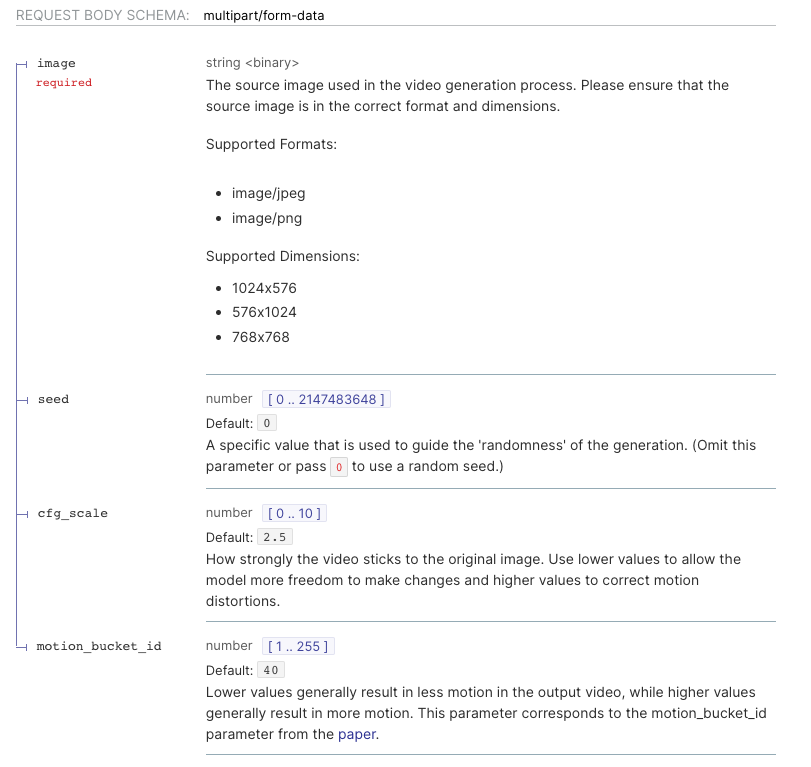 REQUEST BODY SCHEMA: multipart/form-data
image
required
string <binary>
The source image used in the video generation process. Please ensure that the
source image is in the correct format and dimensions.
Supported Formats:
• image/jpeg
• image/png
Supported Dimensions:
• 1024x576
• 576x1024
• 768x768
seed
number [ 0 .. 2147483648 ]
Default: 0
A specific value that is used to guide the 'randomness' of the generation. (Omit this
parameter or pass 0 to use a random seed.)
cfg_scale
number [ 0 .. 10 ]
Default: 2.5
How strongly the video sticks to the original image. Use lower values to allow the
model more freedom to make changes and higher values to correct motion
distortions.
motion_bucket_id
number [ 1 .. 255 ]
Default: 40
Lower values generally result in less motion in the output video, while higher values
generally result in more motion. This parameter corresponds to the motion_bucket_id
parameter from the paper.